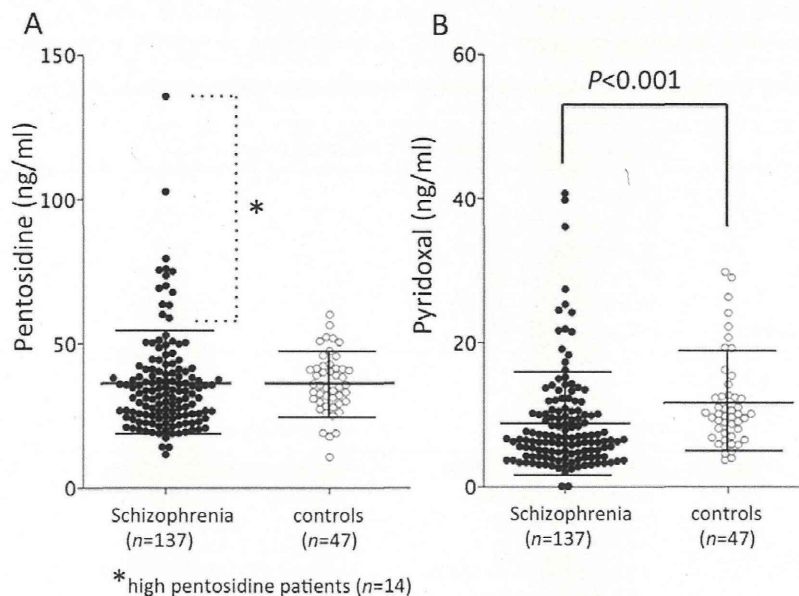 A
Pentosidine (ng/ml)
150
100
50
0
*
Schizophrenia
(n=137)
controls
(n=47)
*high pentosidine patients (n=14)
B
Pyridoxal (ng/ml)
60
40
20
0
P<0.001
Schizophrenia
(n=137)
controls
(n=47)